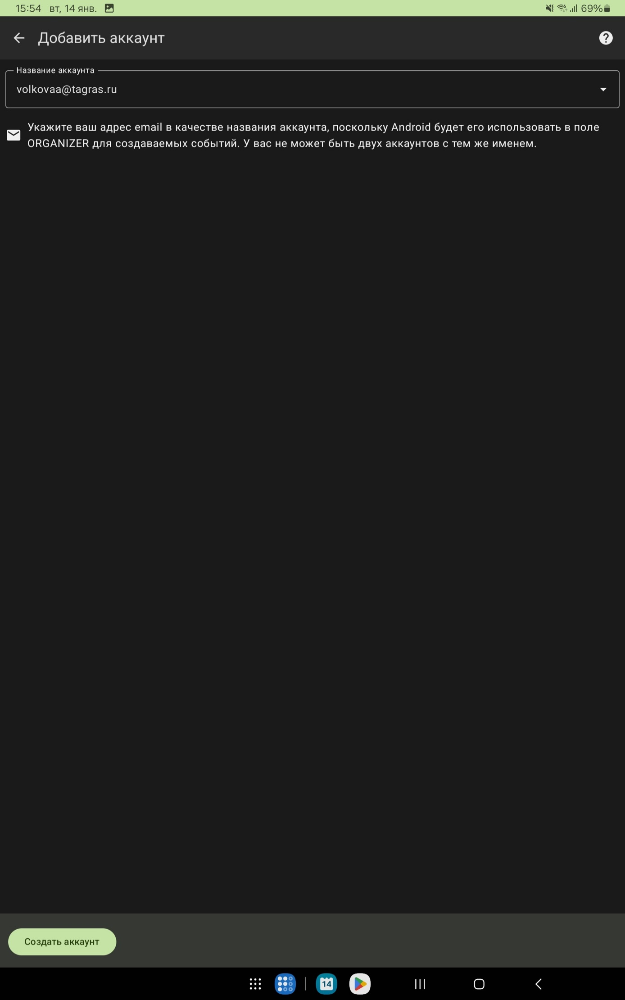 15:54 вт, 14 янв.
69%
Добавить аккаунт
Название аккаунта
volkovaa@tagras.ru
Укажите ваш адрес email в качестве названия аккаунта, поскольку Android будет его использовать в поле
ORGANIZER для создаваемых событий. У вас не может быть двух аккаунтов с тем же именем.
Создать аккаунт
14